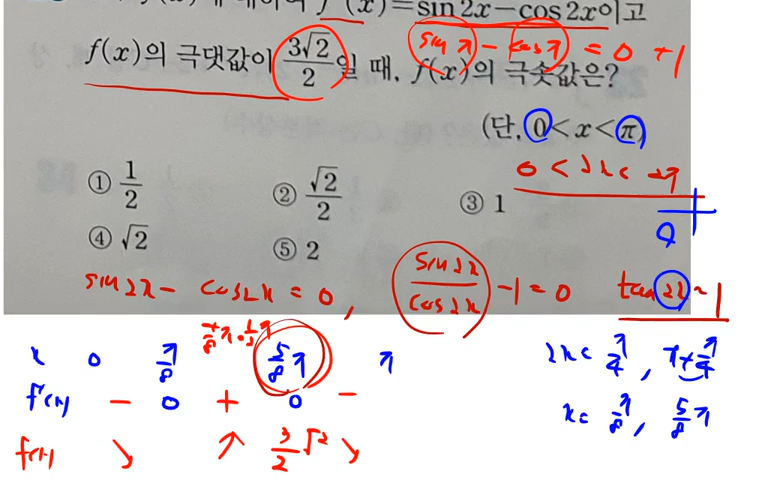 f'(x)=sin2x−cos2x이고
f(x)의 극댓값이 3√2/2일 때, f(x)의 극솟값은?
sin π − cos π = 0 + 1
(단, 0<x<π)
0 < 2x < 2π
① 1/2 ② √2/2 ③ 1
④ √2 ⑤ 2
sin2x − cos2x = 0, sin2x/cos2x − 1 = 0 tan2x = 1
x 0 π/8 5/8π π
2x = π/4, π+π/4
f'(x) − 0 + 0 −
x = π/8, 5/8π
f(x) ↘ ↗ 3/2√2 ↘